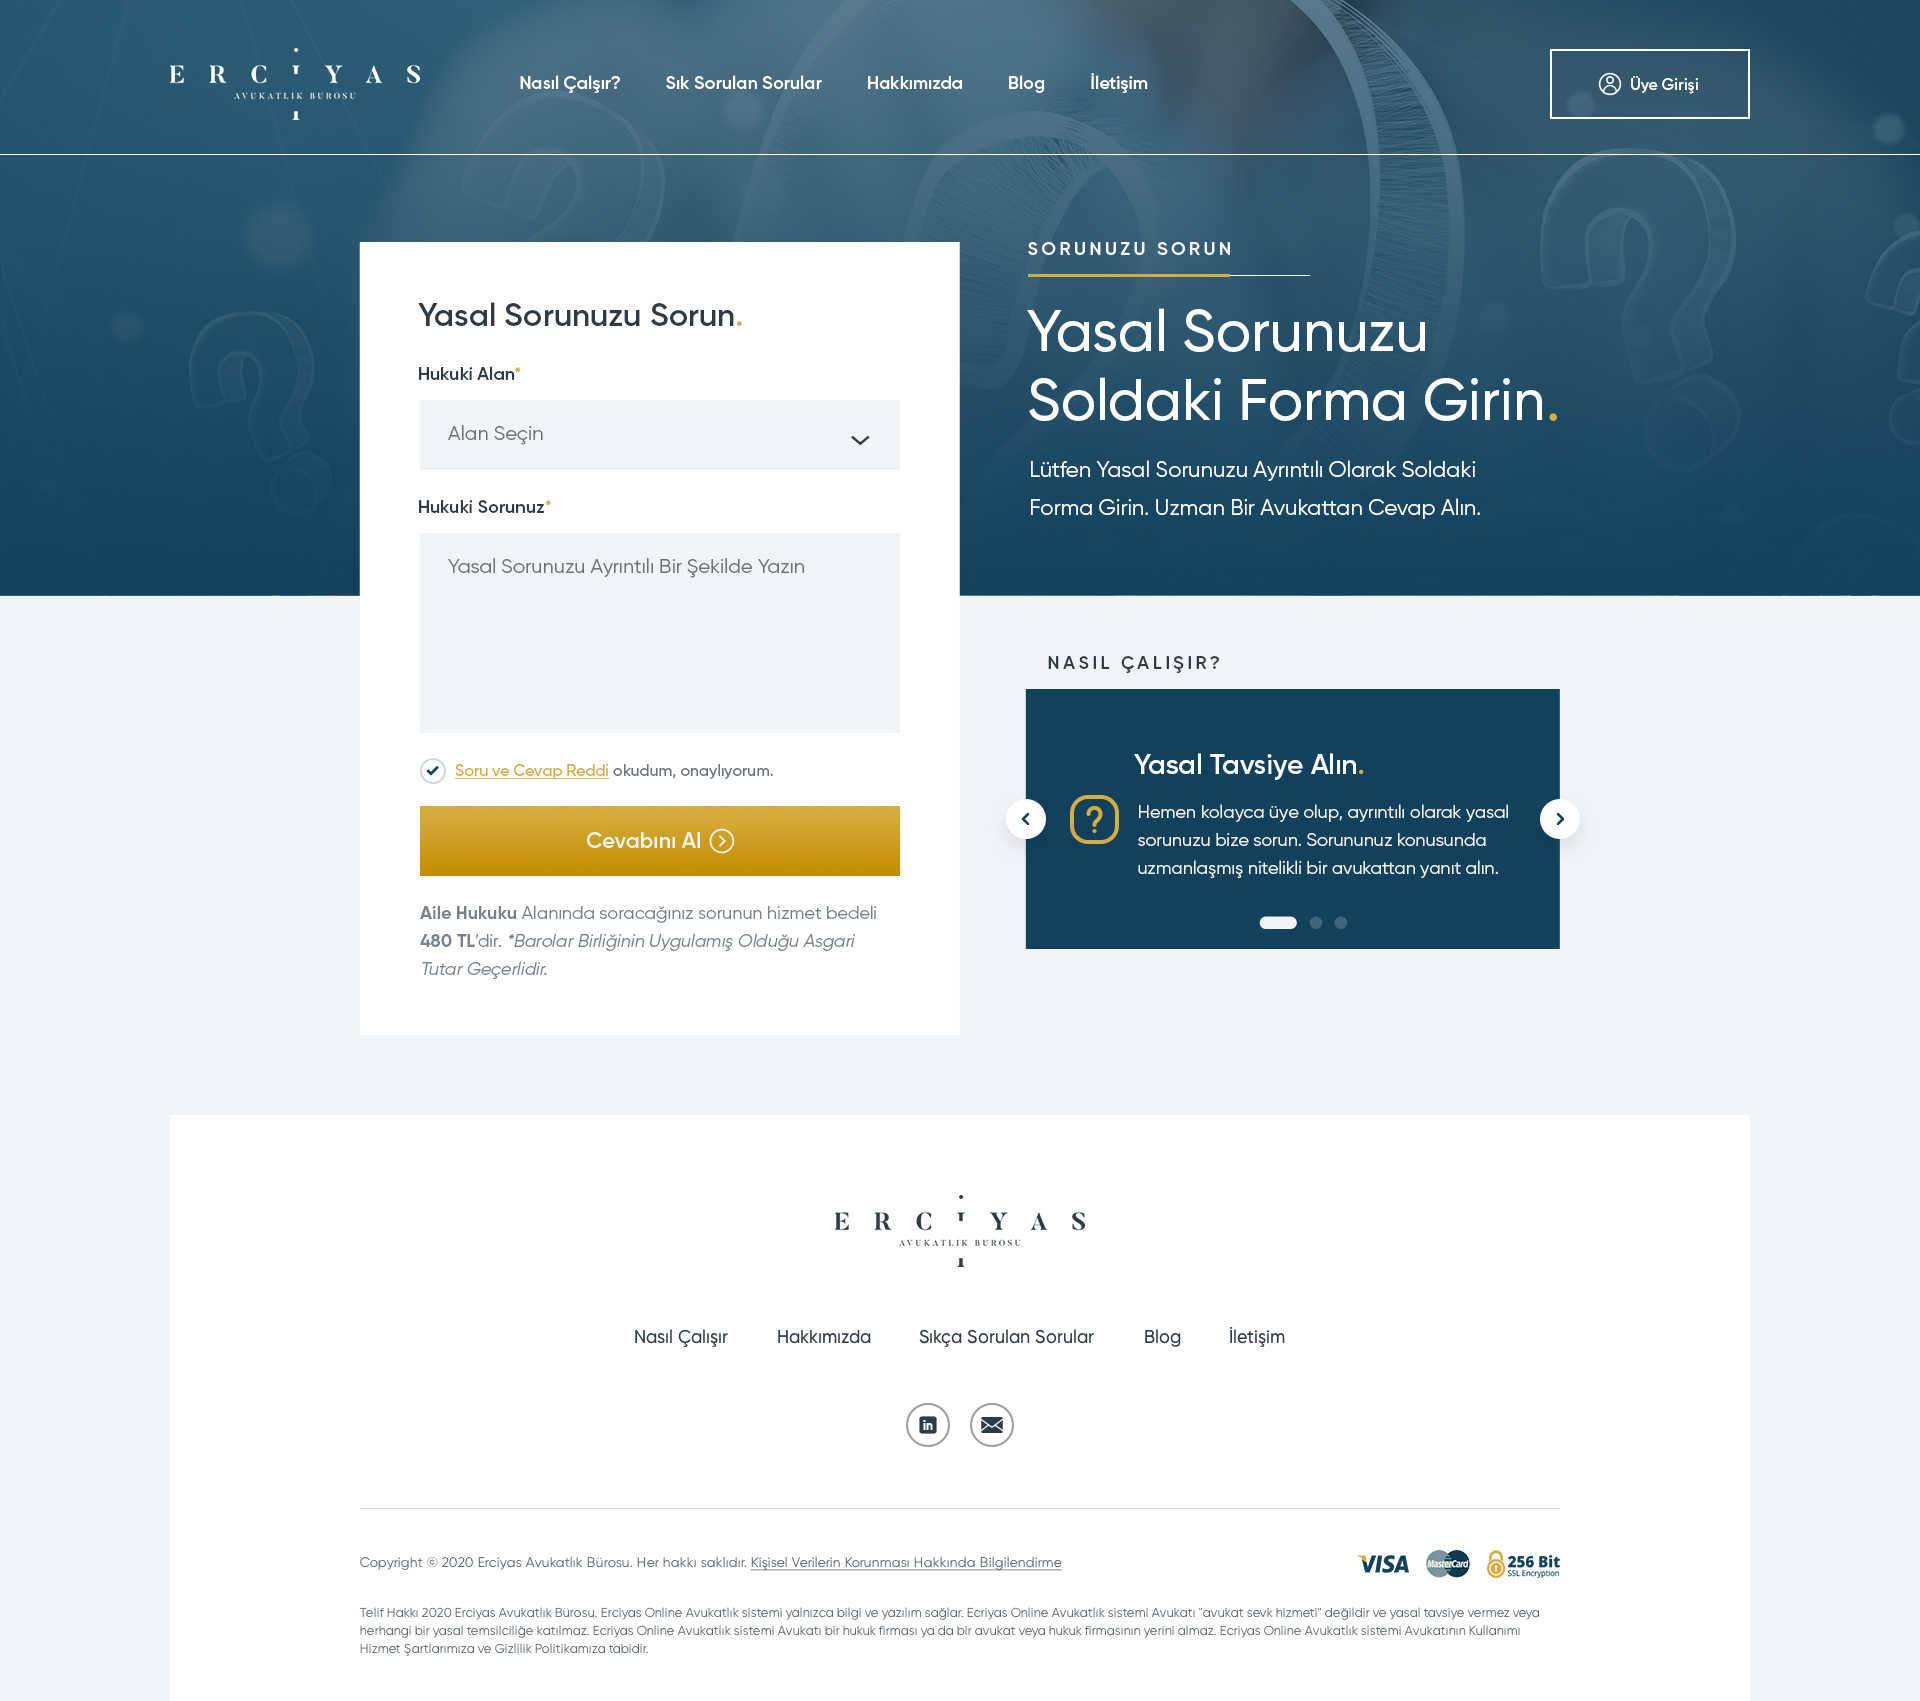 ERCIYAS
AVUKATLIK BÜROSU
Nasıl Çalşır?
Sık Sorulan Sorular
Hakkımızda
Blog
İletişim
Üye Girişi
Yasal Sorunuzu Sorun.
Hukuki Alan*
Alan Seçin
Hukuki Sorunuz*
Yasal Sorunuzu Ayrıntılı Bir Şekilde Yazın
Soru ve Cevap Reddi okudum, onaylıyorum.
Cevabını Al
Aile Hukuku Alanında soracağınız sorunun hizmet bedeli
480 TL'dir. *Barolar Birliğinin Uygulamış Olduğu Asgari
Tutar Geçerlidir.
SORUNUZU SORUN
Yasal Sorunuzu
Soldaki Forma Girin.
Lütfen Yasal Sorunuzu Ayrıntılı Olarak Soldaki
Forma Girin. Uzman Bir Avukattan Cevap Alın.
NASIL ÇALIŞIR?
Yasal Tavsiye Alın.
Hemen kolayca üye olup, ayrıntılı olarak yasal
sorunuzu bize sorun. Sorununuz konusunda
uzmanlaşmış nitelikli bir avukattan yanıt alın.
ERCIYAS
AVUKATLIK BÜROSU
Nasıl Çalışır
Hakkımızda
Sıkça Sorulan Sorular
Blog
İletişim
in
Copyright © 2020 Erciyas Avukatlık Bürosu. Her hakkı saklıdır. Kişisel Verilerin Korunması Hakkında Bilgilendirme
VISA
MasterCard
256 Bit
SSL Encryption
Telif Hakkı 2020 Erciyas Avukatlık Bürosu. Erciyas Online Avukatlık sistemi yalnızca bilgi ve yazılım sağlar. Ecriyas Online Avukatlık sistemi Avukatı "avukat sevk hizmeti" değildir ve yasal tavsiye vermez veya
herhangi bir yasal temsilciliğe katılmaz. Ecriyas Online Avukatlık sistemi Avukatı bir hukuk firması ya da bir avukat veya hukuk firmasının yerini almaz. Ecriyas Online Avukatlık sistemi Avukatının Kullanımı
Hizmet Şartlarımıza ve Gizlilik Politikamıza tabidir.